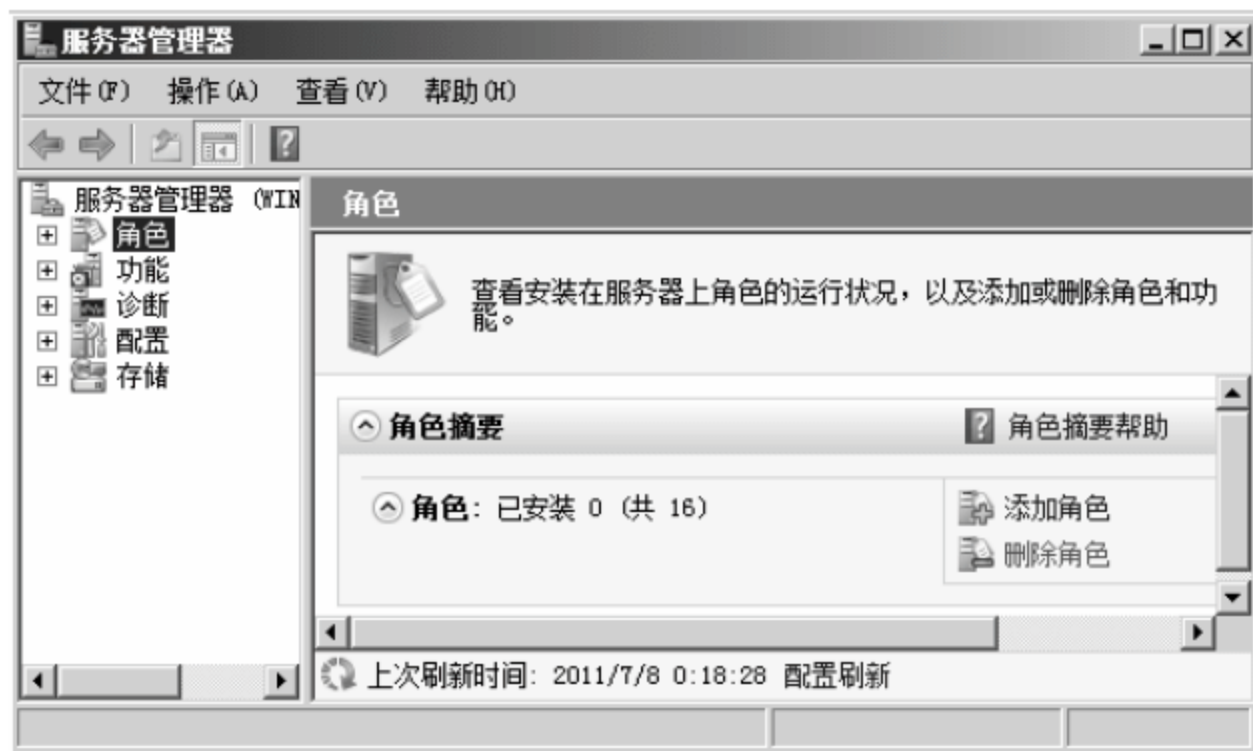 服务器管理器
文件(F) 操作(A) 查看(V) 帮助(H)
服务器管理器 (WIN
角色
功能
诊断
配置
存储
角色
查看安装在服务器上角色的运行状况，以及添加或删除角色和功
能。
角色摘要
角色摘要帮助
角色: 已安装 0 (共 16)
添加角色
删除角色
上次刷新时间: 2011/7/8 0:18:28 配置刷新